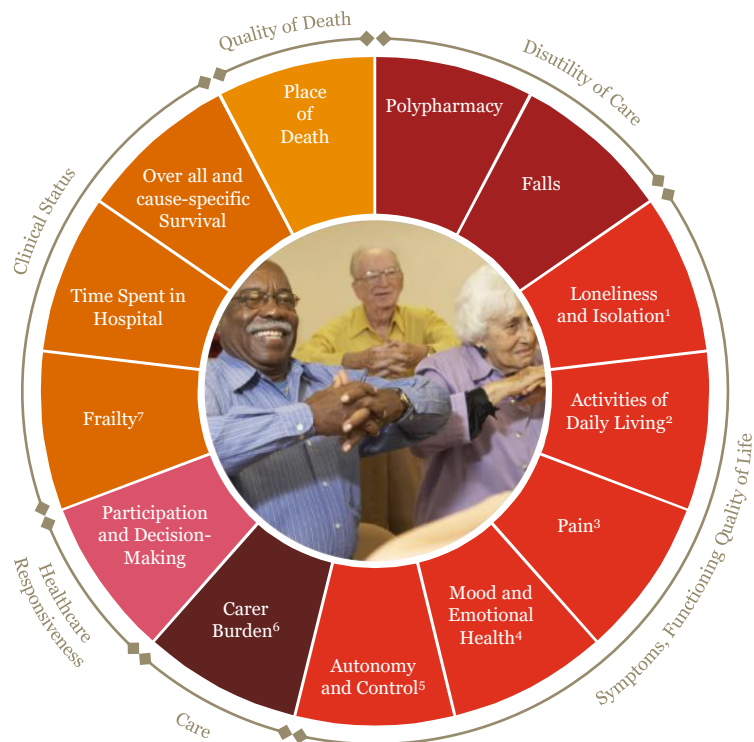 Quality of Death
Disutility of Care
Symptoms, Functioning Quality of Life
Care
Healthcare
Responsiveness
Clinical Status
Place
of
Death
Polypharmacy
Falls
Loneliness
and Isolation¹
Activities of
Daily Living²
Pain³
Mood and
Emotional
Health⁴
Autonomy
and Control⁵
Carer
Burden⁶
Participation
and Decision-
Making
Frailty⁷
Time Spent in
Hospital
Over all and
cause-specific
Survival